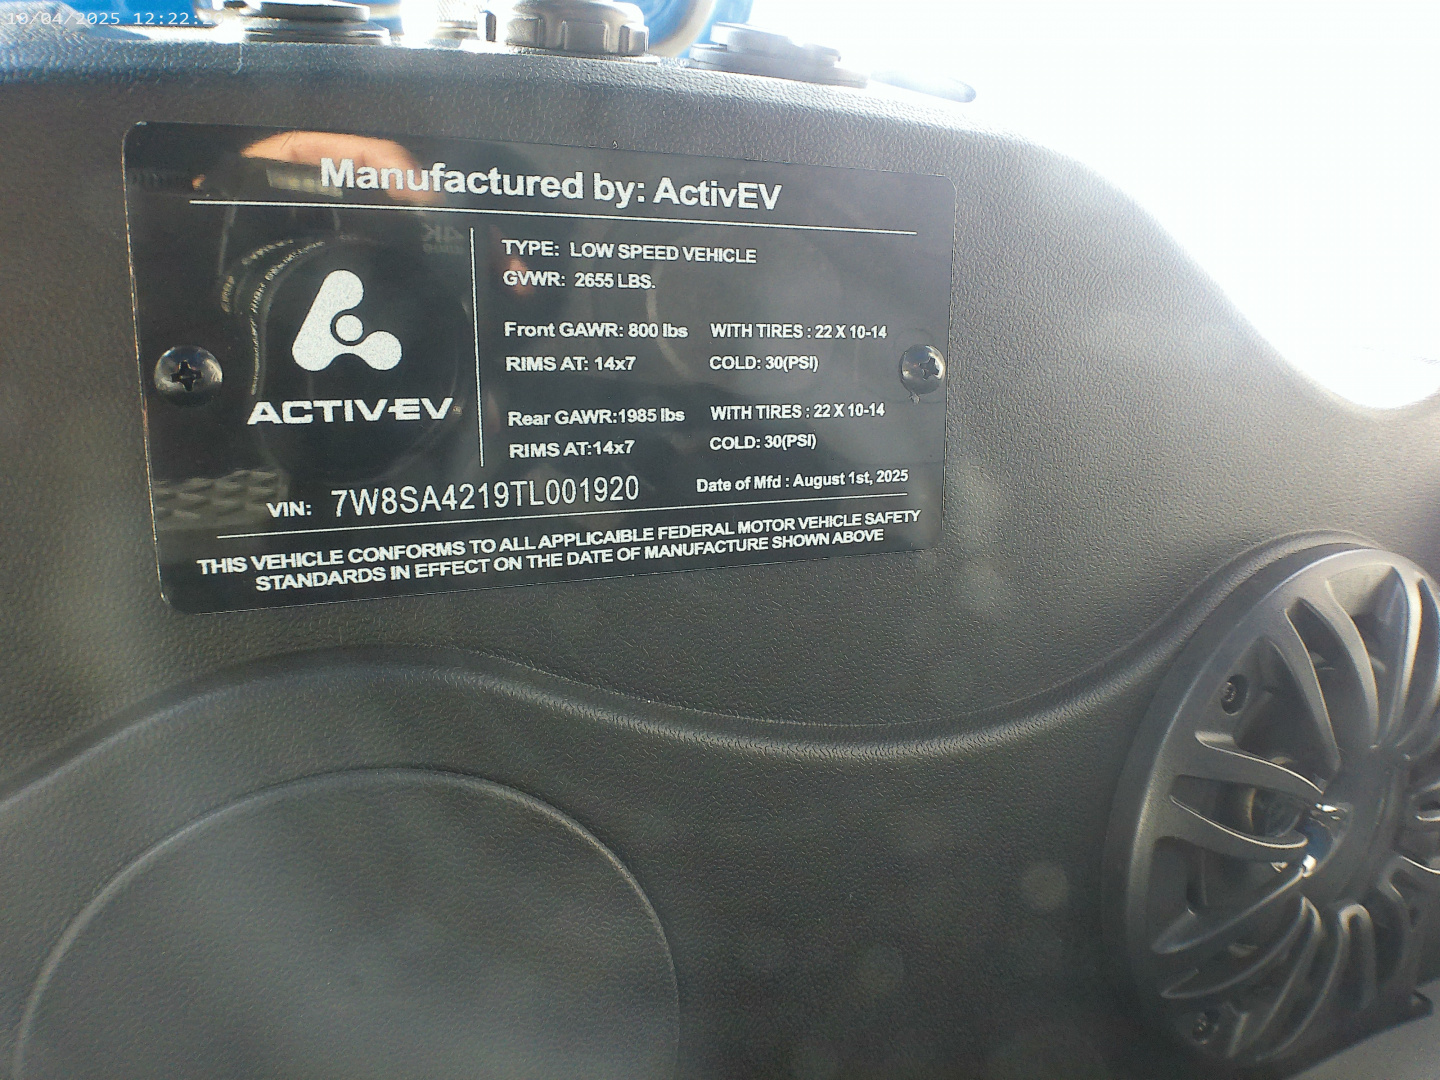 10/04/2025 12:22:
Manufactured by: ActivEV
TYPE: LOW SPEED VEHICLE
GVWR: 2655 LBS.
Front GAWR: 800 lbs WITH TIRES : 22 X 10-14
RIMS AT: 14x7 COLD: 30(PSI)
ACTIV-EV
Rear GAWR:1985 lbs WITH TIRES : 22 X 10-14
RIMS AT:14x7 COLD: 30(PSI)
VIN: 7W8SA4219TL001920 Date of Mfd : August 1st, 2025
THIS VEHICLE CONFORMS TO ALL APPLICAIBLE FEDERAL MOTOR VEHICLE SAFETY
STANDARDS IN EFFECT ON THE DATE OF MANUFACTURE SHOWN ABOVE